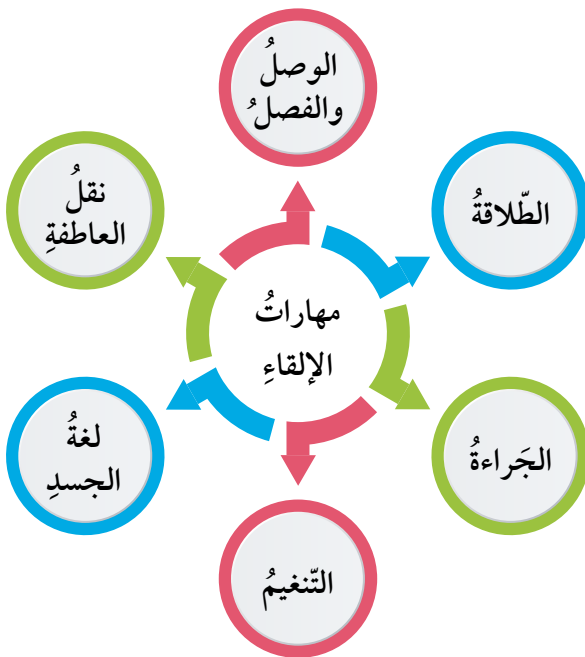 مهاراتُ
الإلقاءِ
الوصلُ
والفصلُ
الطّلاقةُ
الجَراءةُ
التّنغيمُ
لغةُ
الجسدِ
نقلُ
العاطفةِ